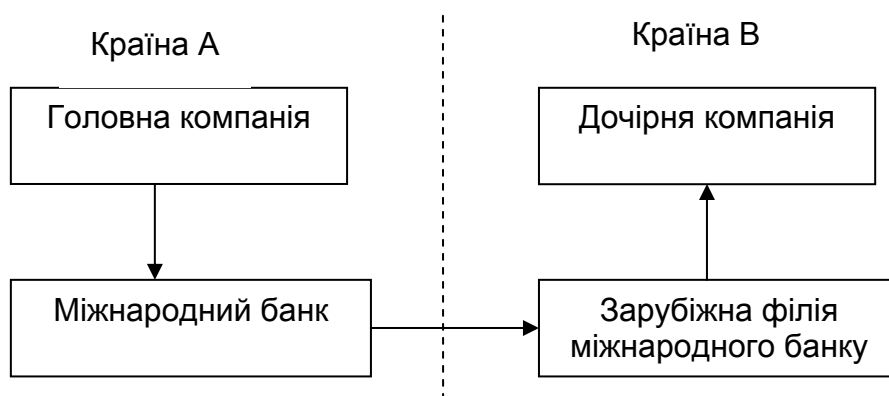 Країна А
Країна В
Головна компанія
Дочірня компанія
Міжнародний банк
Зарубіжна філія
міжнародного банку